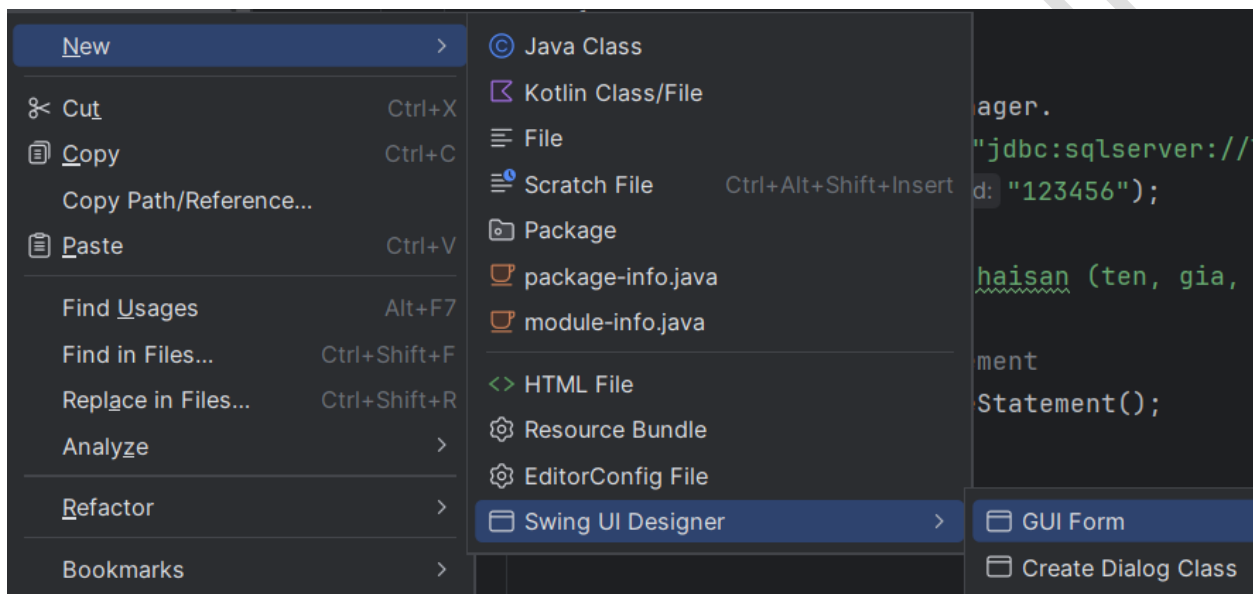 New
Cut Ctrl+X
Copy Ctrl+C
Copy Path/Reference...
Paste Ctrl+V
Find Usages Alt+F7
Find in Files... Ctrl+Shift+F
Replace in Files... Ctrl+Shift+R
Analyze
Refactor
Bookmarks
Java Class
Kotlin Class/File
File
Scratch File Ctrl+Alt+Shift+Insert
Package
package-info.java
module-info.java
HTML File
Resource Bundle
EditorConfig File
Swing UI Designer
GUI Form
Create Dialog Class
ager.
"jdbc:sqlserver://
d: "123456");
haisan (ten, gia,
ment
Statement();